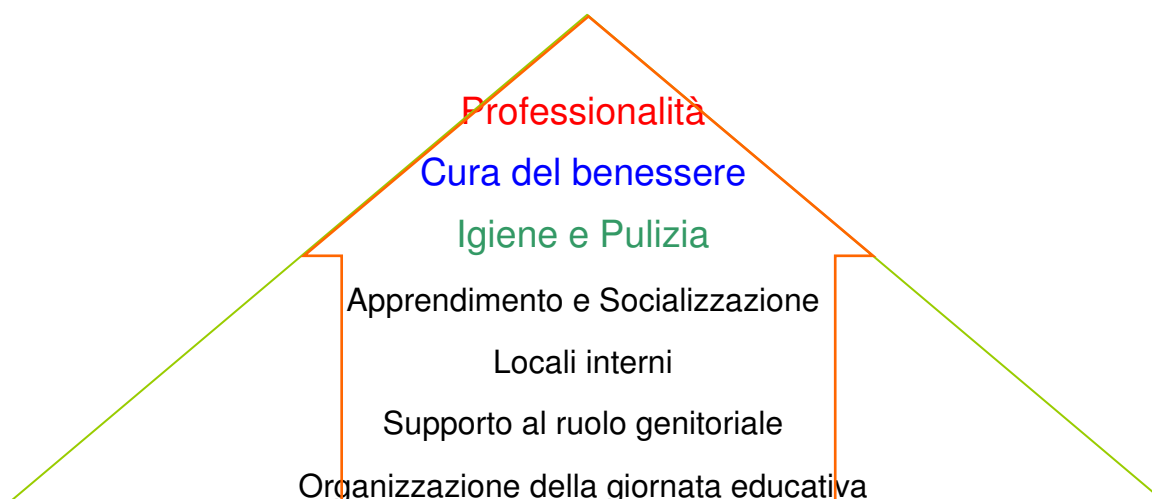 Professionalità
Cura del benessere
Igiene e Pulizia
Apprendimento e Socializzazione
Locali interni
Supporto al ruolo genitoriale
Organizzazione della giornata educativa